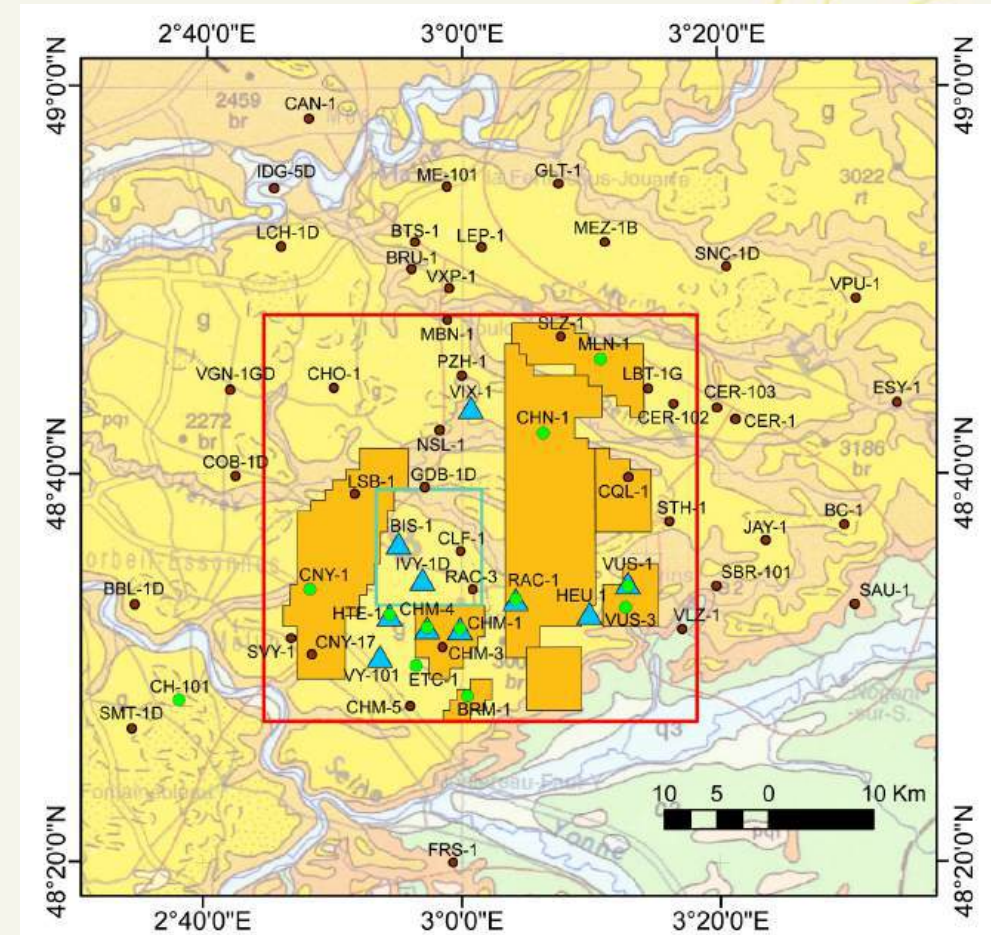 2°40'0"E 3°0'0"E 3°20'0"E
49°0'0"N 49°0'0"N
2459
br
CAN-1
g
IDG-5D
ME-101
GLT-1
3022
rt
LCH-1D
BTS-1
LEP-1
MEZ-1B
BRU-1
SNC-1D
VXP-1
VPU-1
g
MBN-1
SLZ-1
MLN-1
PZH-1
VGN-1GD
CHO-1
LBT-1G
VIX-1
CER-103
ESY-1
CER-102
CER-1
2272
br
CHN-1
NSL-1
3186
br
48°40'0"N 48°40'0"N
COB-1D
LSB-1
GDB-1D
CQL-1
STH-1
BC-1
BIS-1
CLF-1
JAY-1
IVY-1D
CNY-1
RAC-3
RAC-1
VUS-1
SBR-101
BBL-1D
HEU-1
SAU-1
HTE-1
CHM-4
CHM-1
VUS-3
VLZ-1
SVY-1
CNY-17
CHM-3
VY-101
ETC-1
br
CH-101
CHM-5
BRM-1
SMT-1D
Nogent
-sur-S.
q3
Seine
10 5 0 10 Km
Yonne
FRS-1
48°20'0"N 48°20'0"N
2°40'0"E 3°0'0"E 3°20'0"E